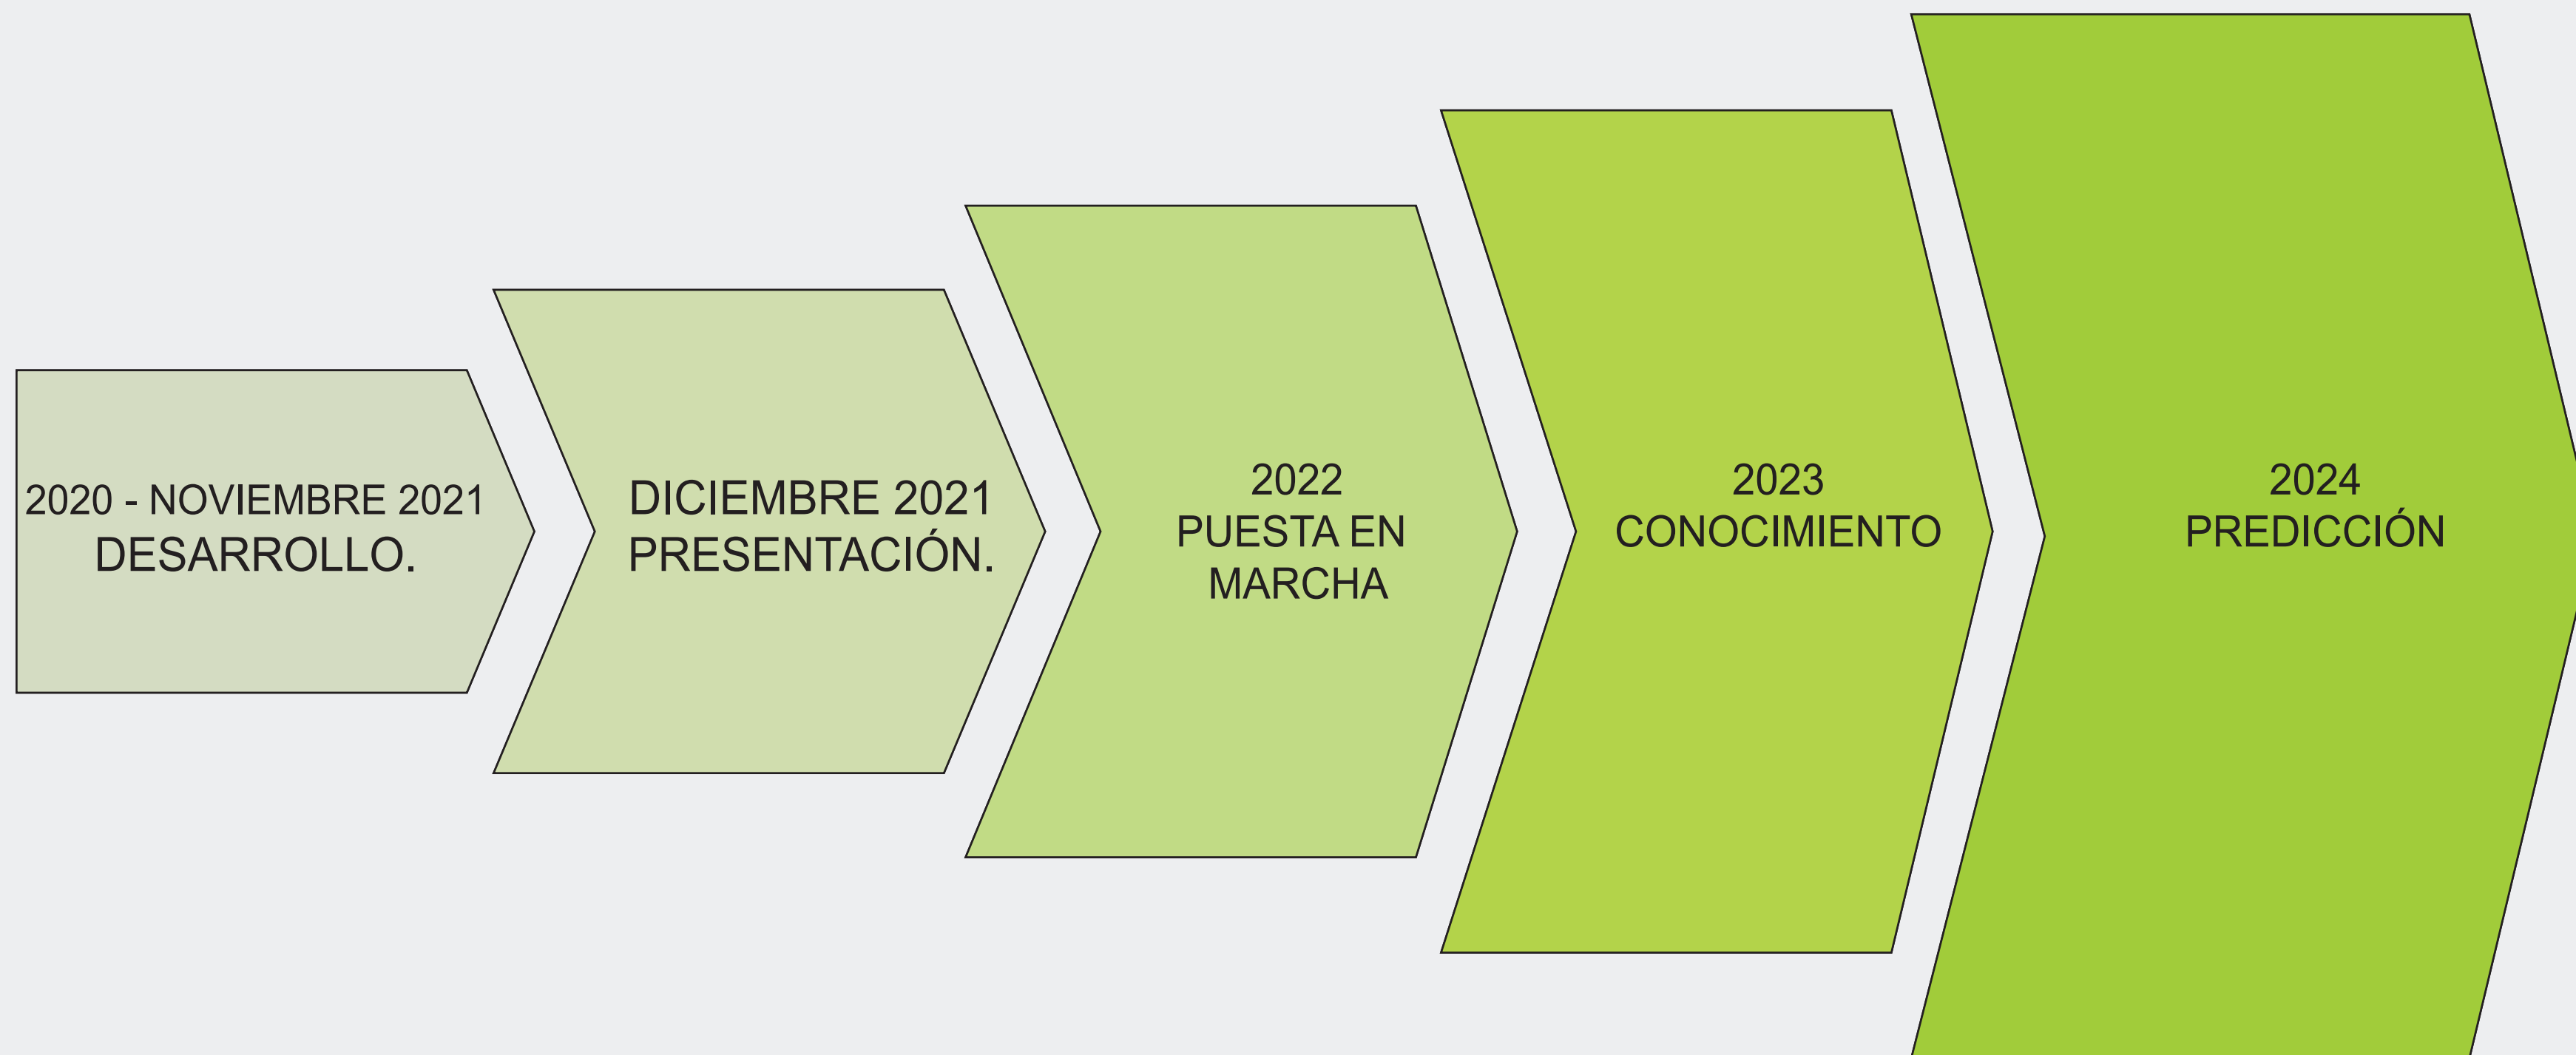 2020 - NOVIEMBRE 2021
DESARROLLO.
DICIEMBRE 2021
PRESENTACIÓN.
2022
PUESTA EN
MARCHA
2023
CONOCIMIENTO
2024
PREDICCIÓN